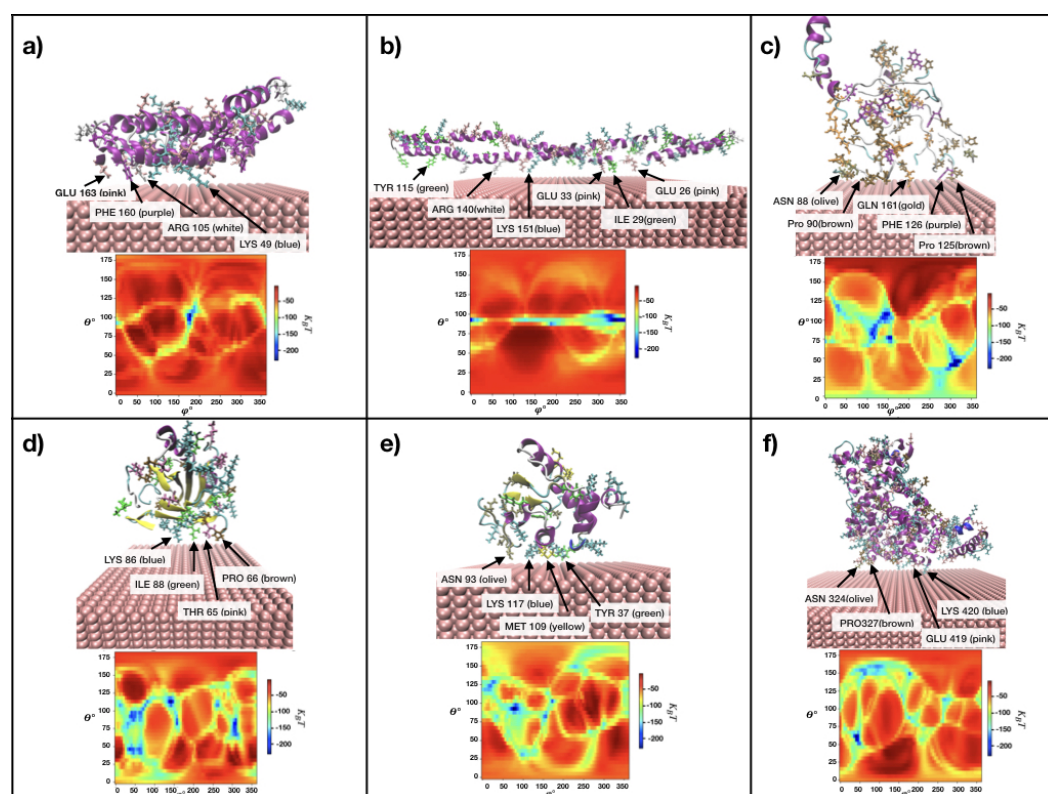 a)
GLU 163 (pink)
PHE 160 (purple)
ARG 105 (white)
LYS 49 (blue)
175
150
125
100
75
50
25
0
θ°
0 50 100 150 200 250 300 350
φ°
-50
-100
-150
-200
K_BT
b)
TYR 115 (green)
ARG 140(white)
LYS 151(blue)
GLU 33 (pink)
ILE 29(green)
GLU 26 (pink)
175
150
125
100
75
50
25
0
θ°
0 50 100 150 200 250 300 350
φ°
-50
-100
-150
-200
K_BT
c)
ASN 88 (olive)
Pro 90(brown)
GLN 161(gold)
PHE 126 (purple)
Pro 125(brown)
175
150
125
100
75
50
25
0
θ°
0 50 100 150 200 250 300 350
φ°
-50
-100
-150
-200
K_BT
d)
LYS 86 (blue)
ILE 88 (green)
THR 65 (pink)
PRO 66 (brown)
175
150
125
100
75
50
25
0
θ°
0 50 100 150 200 250 300 350
φ°
-50
-100
-150
-200
K_BT
e)
ASN 93 (olive)
LYS 117 (blue)
MET 109 (yellow)
TYR 37 (green)
175
150
125
100
75
50
25
0
θ°
0 50 100 150 200 250 300 350
φ°
-50
-100
-150
-200
K_BT
f)
ASN 324(olive)
PRO327(brown)
GLU 419 (pink)
LYS 420 (blue)
175
150
125
100
75
50
25
0
θ°
0 50 100 150 200 250 300 350
φ°
-50
-100
-150
-200
K_BT